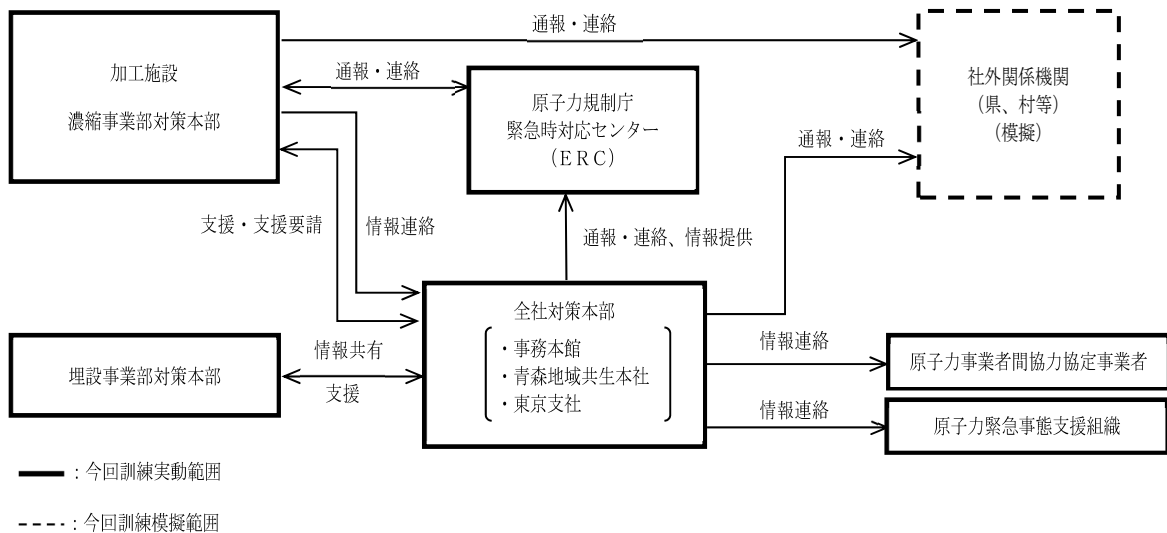 通報・連絡
加工施設
濃縮事業部対策本部
通報・連絡
原子力規制庁
緊急時対応センター
(ERC)
社外関係機関
(県、村等)
(模擬)
通報・連絡
支援・支援要請
情報連絡
通報・連絡、情報提供
全社対策本部
・事務本館
・青森地域共生本社
・東京支社
情報共有
支援
埋設事業部対策本部
情報連絡
原子力事業者間協力協定事業者
情報連絡
原子力緊急事態支援組織
:今回訓練実動範囲
:今回訓練模擬範囲